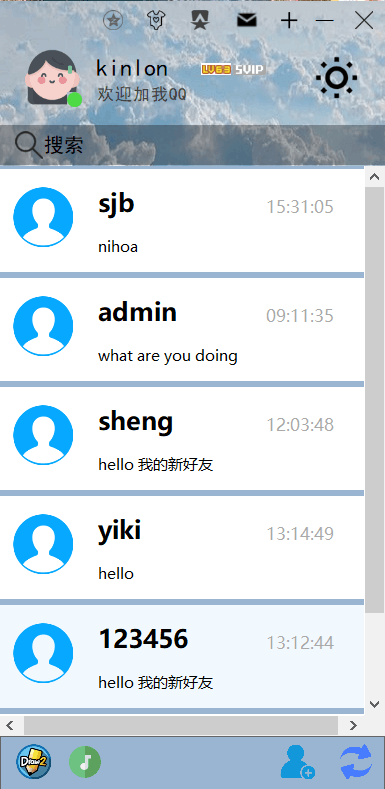 kinlon
LV63 SVIP
欢迎加我QQ
搜索
sjb
15:31:05
nihoa
admin
09:11:35
what are you doing
sheng
12:03:48
hello 我的新好友
yiki
13:14:49
hello
123456
13:12:44
hello 我的新好友
Draw2